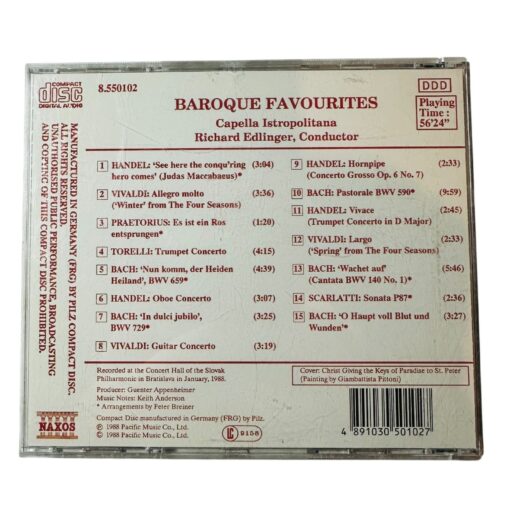 COMPACT
disc
DIGITAL AUDIO
8.550102
DDD
Playing
Time :
56'24"
BAROQUE FAVOURITES
Capella Istropolitana
Richard Edlinger, Conductor
MANUFACTURED IN GERMANY (FRG) BY PILZ COMPACT DISC.
ALL RIGHTS RESERVED.
UNAUTHORISED PUBLIC PERFORMANCE, BROADCASTING
AND COPYING OF THIS COMPACT DISC PROHIBITED.
1 HANDEL: 'See here the conqu'ring (3:04)
hero comes' (Judas Maccabaeus)*
2 VIVALDI: Allegro molto (3:36)
('Winter' from The Four Seasons)
3 PRAETORIUS: Es ist ein Ros (1:20)
entsprungen*
4 TORELLI: Trumpet Concerto (4:15)
5 BACH: 'Nun komm, der Heiden (4:39)
Heiland', BWV 659*
6 HANDEL: Oboe Concerto (3:07)
7 BACH: 'In dulci jubilo', (3:25)
BWV 729*
8 VIVALDI: Guitar Concerto (3:19)
9 HANDEL: Hornpipe (2:33)
(Concerto Grosso Op. 6 No. 7)
10 BACH: Pastorale BWV 590* (9:59)
11 HANDEL: Vivace (2:45)
(Trumpet Concerto in D Major)
12 VIVALDI: Largo (2:33)
('Spring' from The Four Seasons)
13 BACH: 'Wachet auf' (5:46)
(Cantata BWV 140 No. 1)*
14 SCARLATTI: Sonata P87* (2:36)
15 BACH: 'O Haupt voll Blut und (3:27)
Wunden'*
Recorded at the Concert Hall of the Slovak
Philharmonic in Bratislava in January, 1988.
Producer: Guenter Appenheimer
Music Notes: Keith Anderson
* Arrangements by Peter Breiner
Compact Disc manufactured in Germany (FRG) by Pilz.
℗ 1988 Pacific Music Co., Ltd.
© 1988 Pacific Music Co., Ltd.
LC 9158
Cover: Christ Giving the Keys of Paradise to St. Peter
(Painting by Giambattista Pittoni)
NAXOS
4 891030 501027